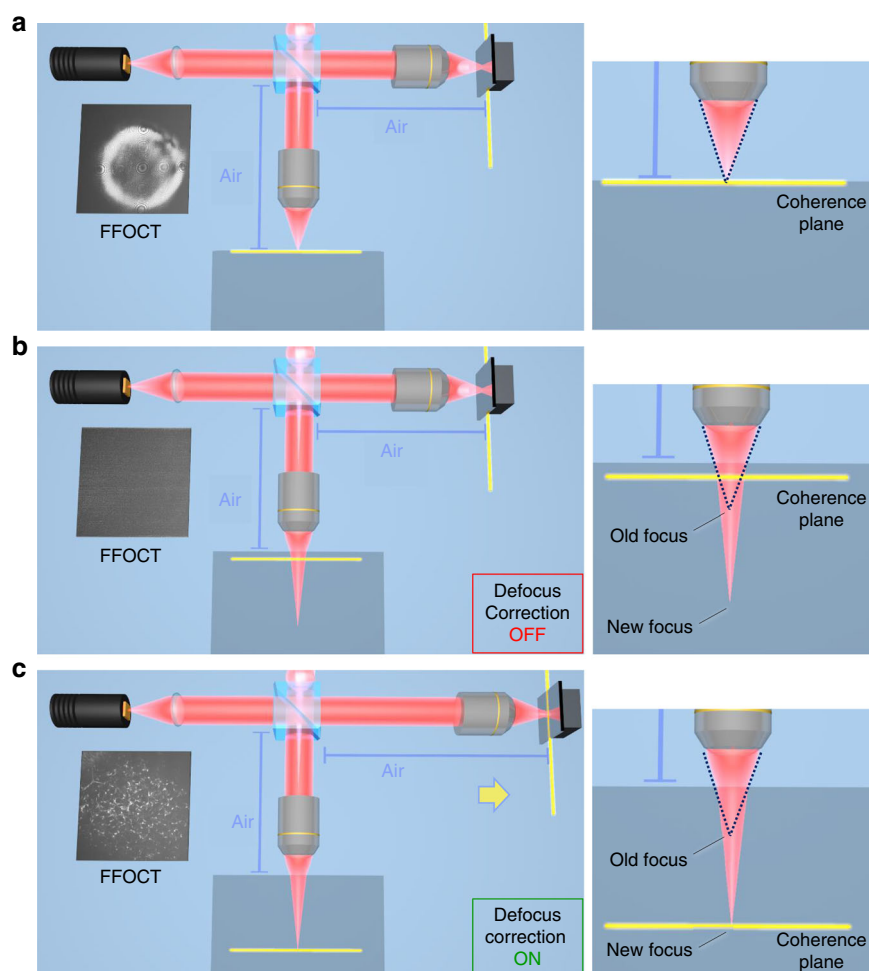 a
Air
Air
FFOCT
Coherence
plane
b
Air
Air
FFOCT
Defocus
Correction
OFF
Coherence
plane
Old focus
New focus
c
Air
Air
FFOCT
Defocus
correction
ON
Old focus
New focus
Coherence
plane